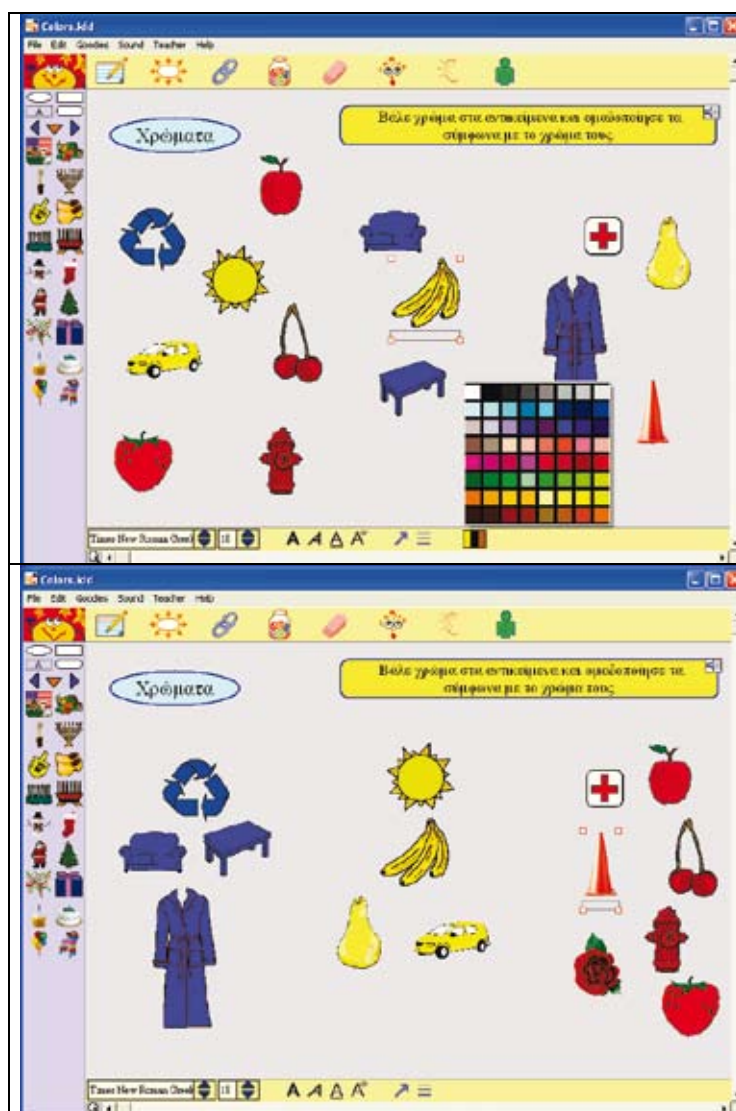 Colors.kid
File Edit Goodies Sound Teacher Help
Χρώματα
Βάλε χρώμα στα αντικείμενα και ομαδοποίησε τα
σύμφωνα με το χρώμα τους
Times New Roman Greek 18 A A A A
Colors.kid
File Edit Goodies Sound Teacher Help
Χρώματα
Βάλε χρώμα στα αντικείμενα και ομαδοποίησε τα
σύμφωνα με το χρώμα τους
Times New Roman Greek 18 A A A A